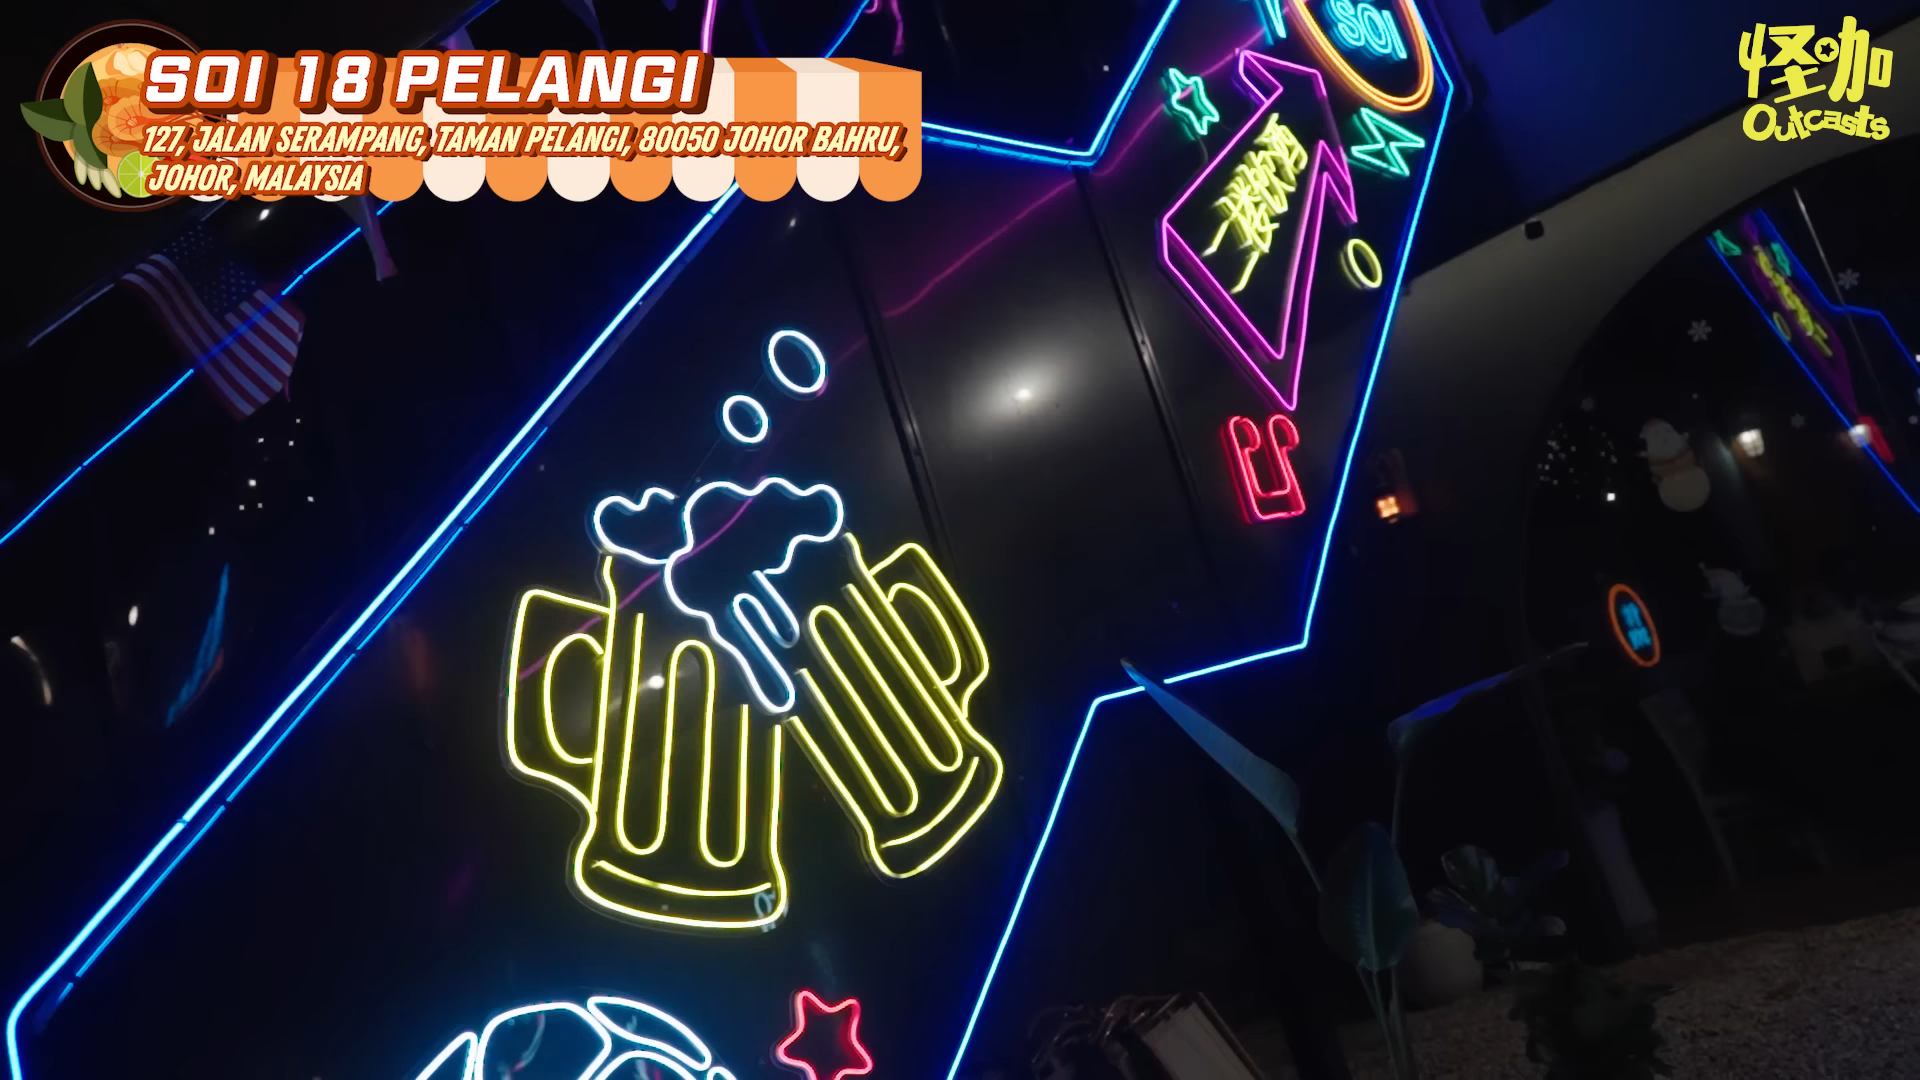 SOI 18 PELANGI
127, JALAN SERAMPANG, TAMAN PELANGI, 80050 JOHOR BAHRU,
JOHOR, MALAYSIA
怪咖
Outcasts
SOI